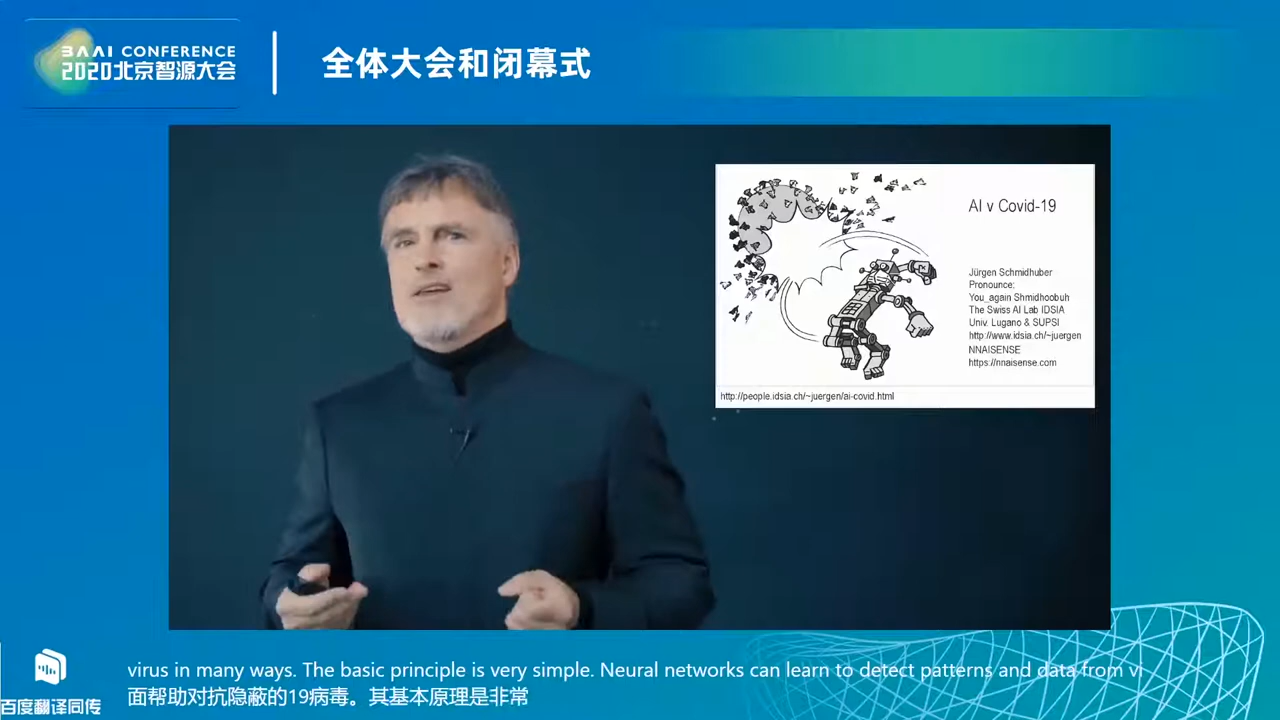 BAAI CONFERENCE
2020北京智源大会
全体大会和闭幕式
AI v Covid-19
Jürgen Schmidhuber
Pronounce:
You_again Shmidhoobuh
The Swiss AI Lab IDSIA
Univ. Lugano & SUPSI
http://www.idsia.ch/~juergen
NNAISENSE
https://nnaisense.com
http://people.idsia.ch/~juergen/ai-covid.html
virus in many ways. The basic principle is very simple. Neural networks can learn to detect patterns and data from vi
面帮助对抗隐蔽的19病毒。其基本原理是非常
百度翻译同传